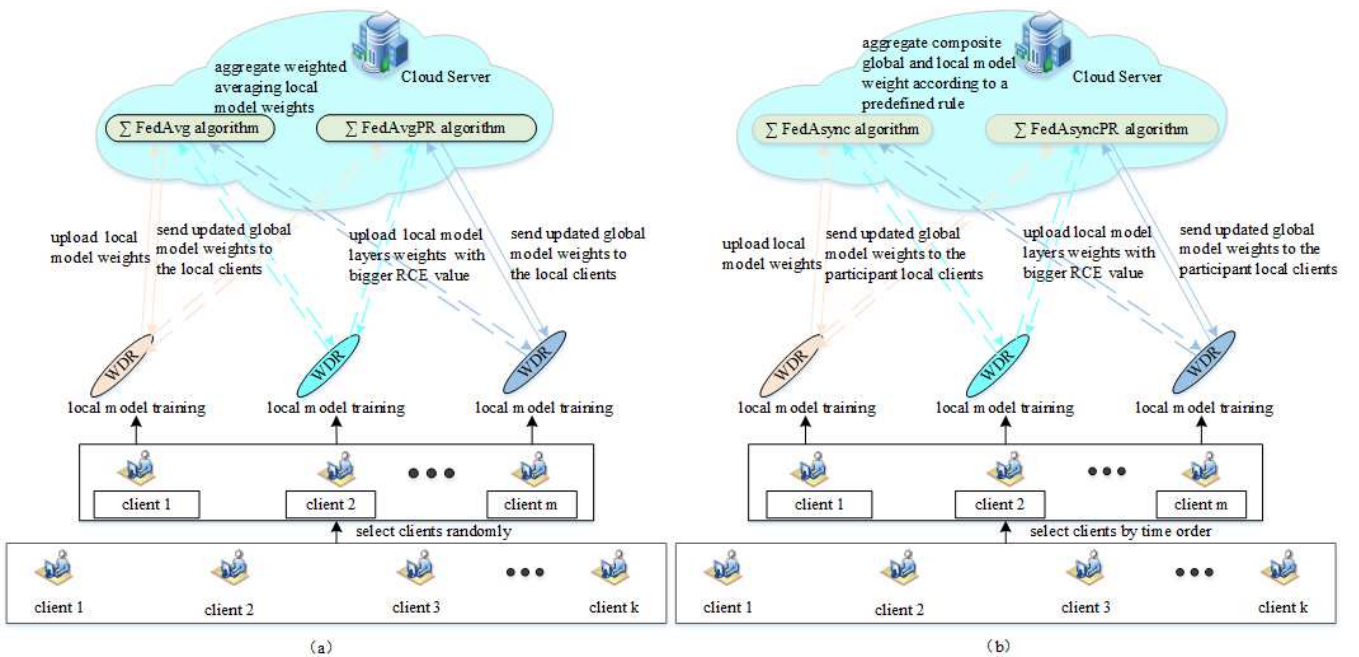 Cloud Server
aggregate weighted
averaging local
model weights
∑ FedAvg algorithm
∑ FedAvgPR algorithm
upload local
model weights
send updated global
model weights to
the local clients
upload local model
layers weights with
bigger RCE value
send updated global
model weights to
the local clients
WDR
WDR
WDR
local model training
local model training
local model training
client 1
client 2
client m
select clients randomly
client 1
client 2
client 3
client k
(a)
aggregate composite
global and local model
weight according to a
predefined rule
Cloud Server
∑ FedAsync algorithm
∑ FedAsyncPR algorithm
upload local
model weights
send updated global
model weights to the
participant local clients
upload local model
layers weights with
bigger RCE value
send updated global
model weights to the
participant local clients
WDR
WDR
WDR
local model training
local model training
local model training
client 1
client 2
client m
select clients by time order
client 1
client 2
client 3
client k
(b)